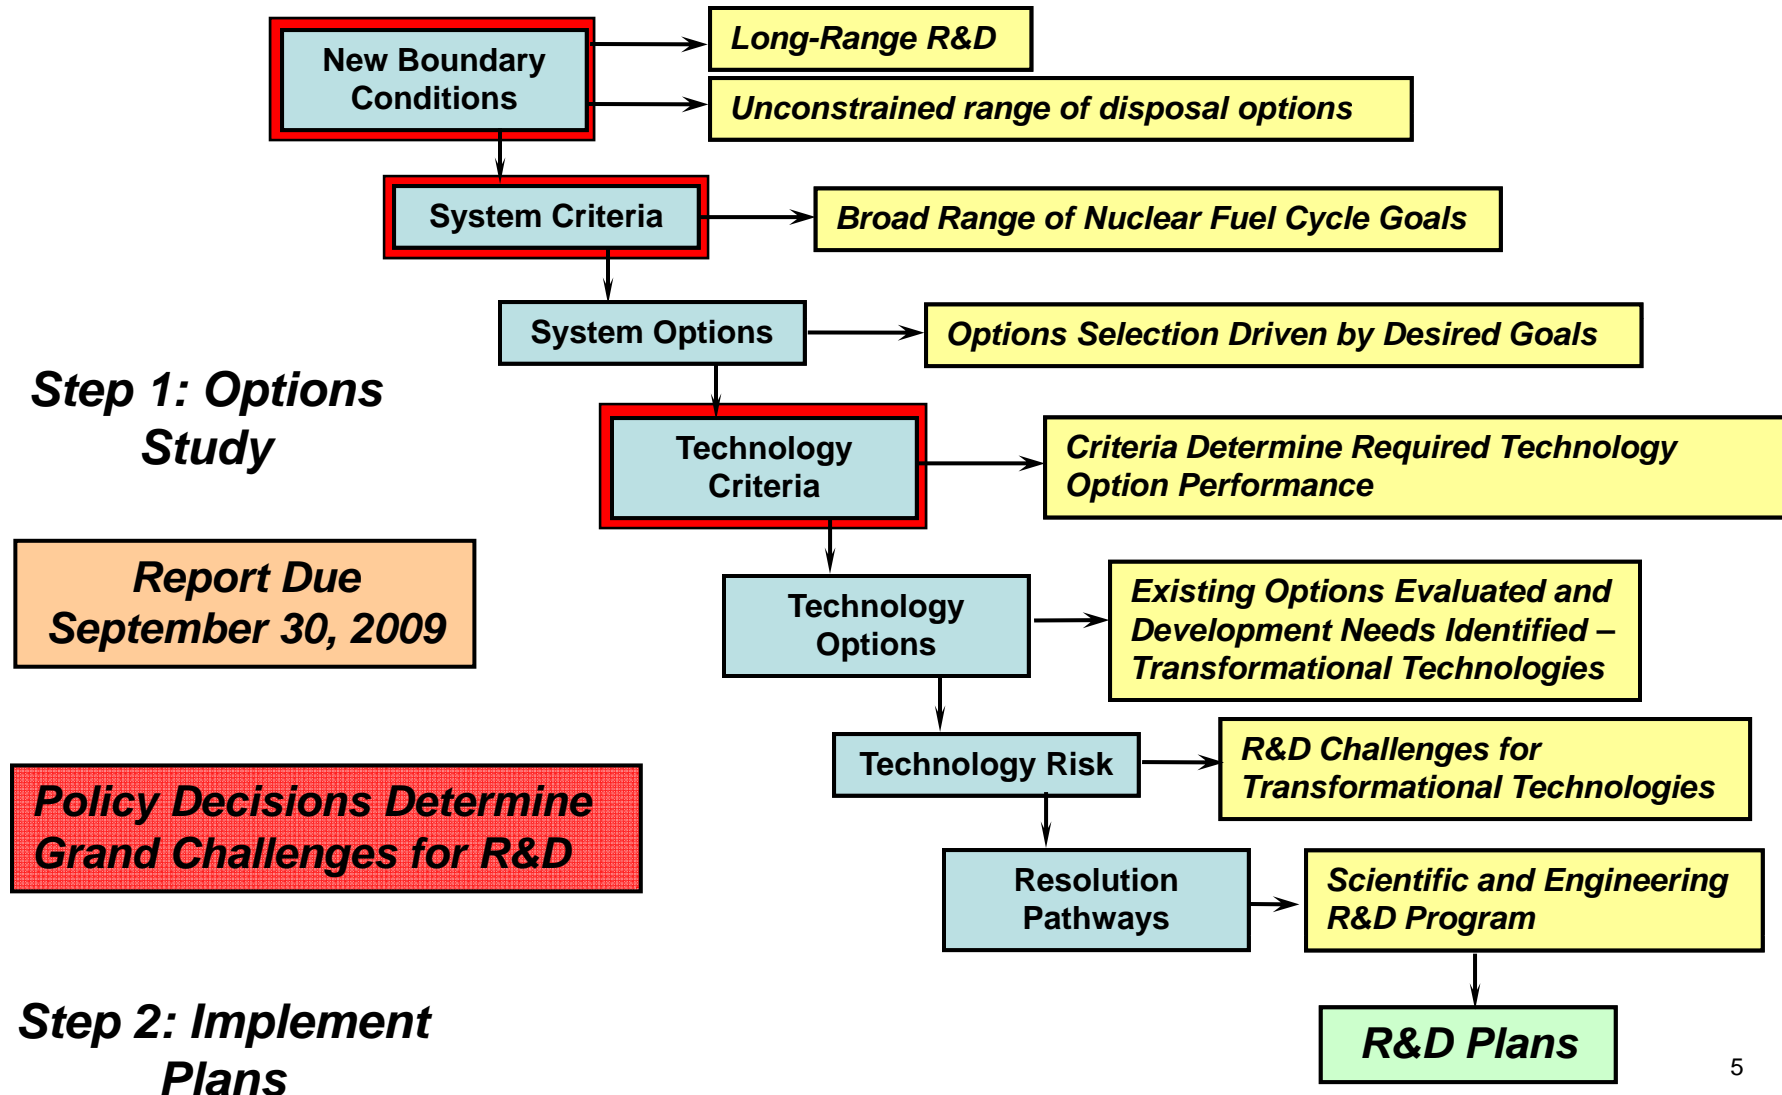 New Boundary
Conditions
Long-Range R&D
Unconstrained range of disposal options
System Criteria
Broad Range of Nuclear Fuel Cycle Goals
System Options
Options Selection Driven by Desired Goals
Step 1: Options
Study
Technology
Criteria
Criteria Determine Required Technology
Option Performance
Report Due
September 30, 2009
Technology
Options
Existing Options Evaluated and
Development Needs Identified –
Transformational Technologies
Technology Risk
R&D Challenges for
Transformational Technologies
Policy Decisions Determine
Grand Challenges for R&D
Resolution
Pathways
Scientific and Engineering
R&D Program
Step 2: Implement
Plans
R&D Plans
5